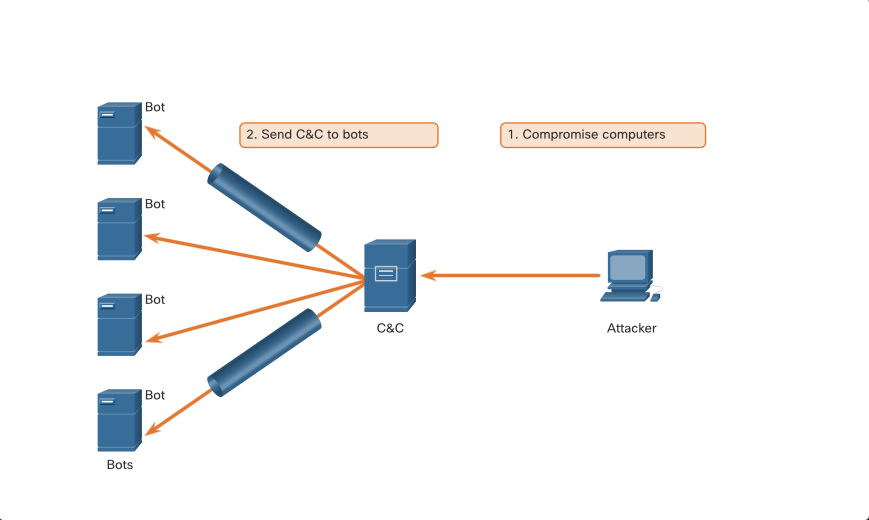 Bot
2. Send C&C to bots
1. Compromise computers
Bot
Bot
C&C
Attacker
Bot
Bots